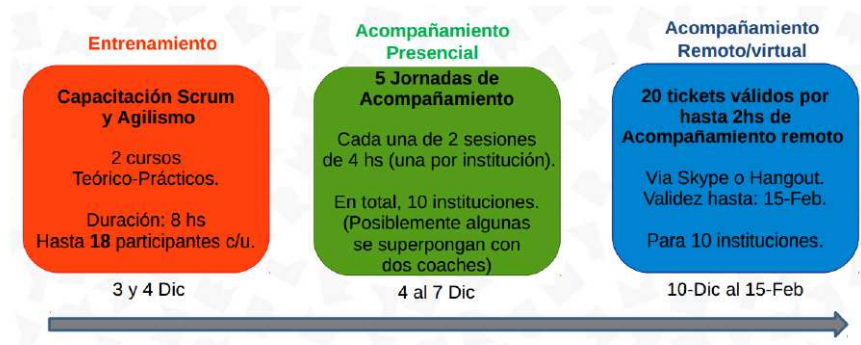 Entrenamiento
Capacitación Scrum
y Agilismo
2 cursos
Teórico-Prácticos.
Duración: 8 hs
Hasta 18 participantes c/u.
3 y 4 Dic
Acompañamiento
Presencial
5 Jornadas de
Acompañamiento
Cada una de 2 sesiones
de 4 hs (una por institución).
En total, 10 instituciones.
(Posiblemente algunas
se superpongan con
dos coaches)
4 al 7 Dic
Acompañamiento
Remoto/virtual
20 tickets válidos por
hasta 2hs de
Acompañamiento remoto
Via Skype o Hangout.
Validez hasta: 15-Feb.
Para 10 instituciones.
10-Dic al 15-Feb